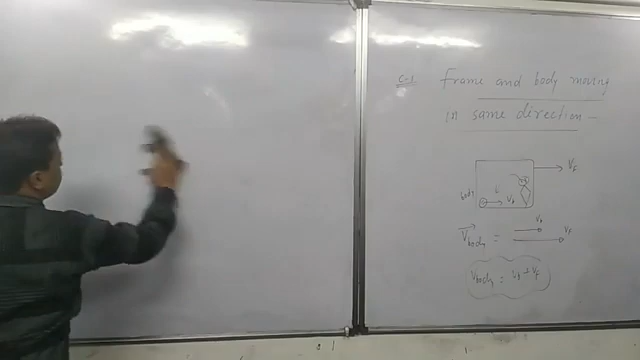 C-1 Frame and body moving
in same direction -
V_F
body
V_b
V_body =
V_b
V_F
V_body = V_b + V_F